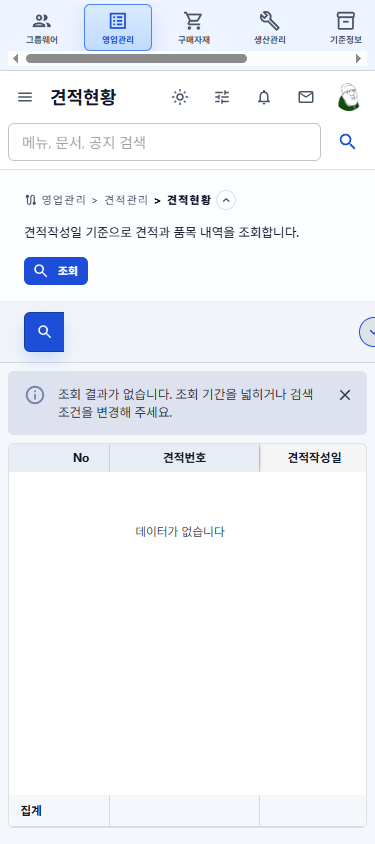 그룹웨어
영업관리
구매자재
생산관리
기준정보
견적현황
메뉴, 문서, 공지 검색
영업관리 > 견적관리 > 견적현황
견적작성일 기준으로 견적과 품목 내역을 조회합니다.
조회
조회 결과가 없습니다. 조회 기간을 넓히거나 검색
조건을 변경해 주세요.
No 견적번호 견적작성일
데이터가 없습니다
집계